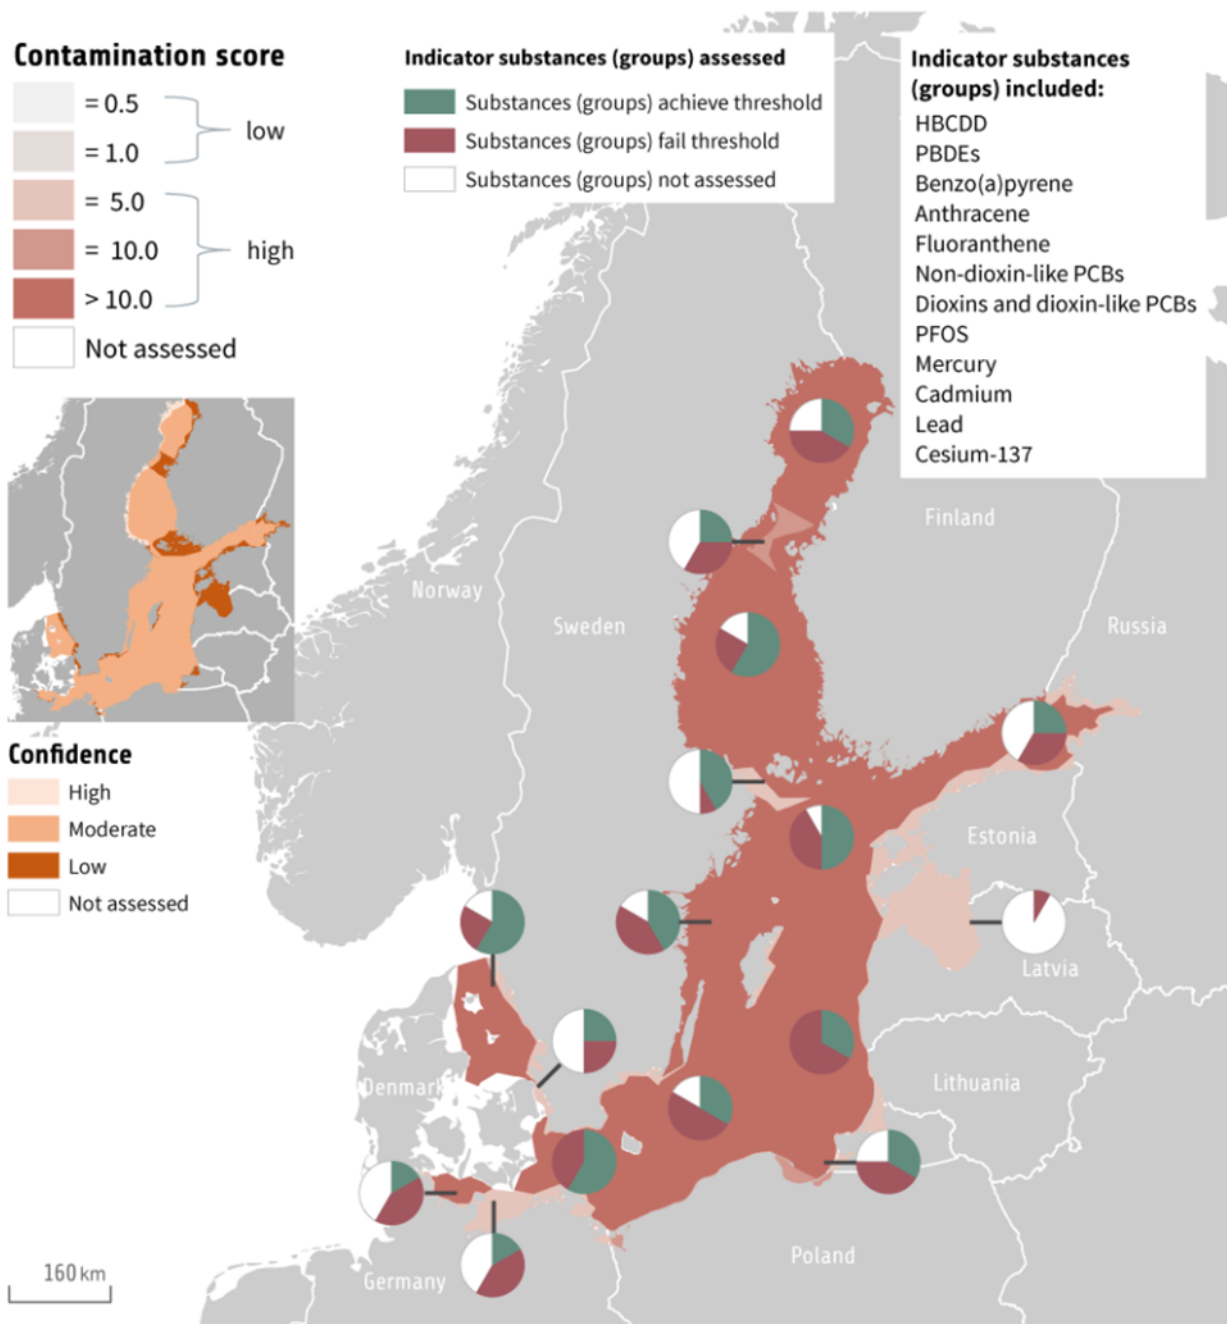 Contamination score
= 0.5
= 1.0
low
= 5.0
= 10.0
> 10.0
high
Not assessed
Indicator substances (groups) assessed
Substances (groups) achieve threshold
Substances (groups) fail threshold
Substances (groups) not assessed
Indicator substances
(groups) included:
HBCDD
PBDEs
Benzo(a)pyrene
Anthracene
Fluoranthene
Non-dioxin-like PCBs
Dioxins and dioxin-like PCBs
PFOS
Mercury
Cadmium
Lead
Cesium-137
Confidence
High
Moderate
Low
Not assessed
Finland
Norway
Sweden
Russia
Estonia
Latvia
Lithuania
Denmark
Poland
Germany
160 km